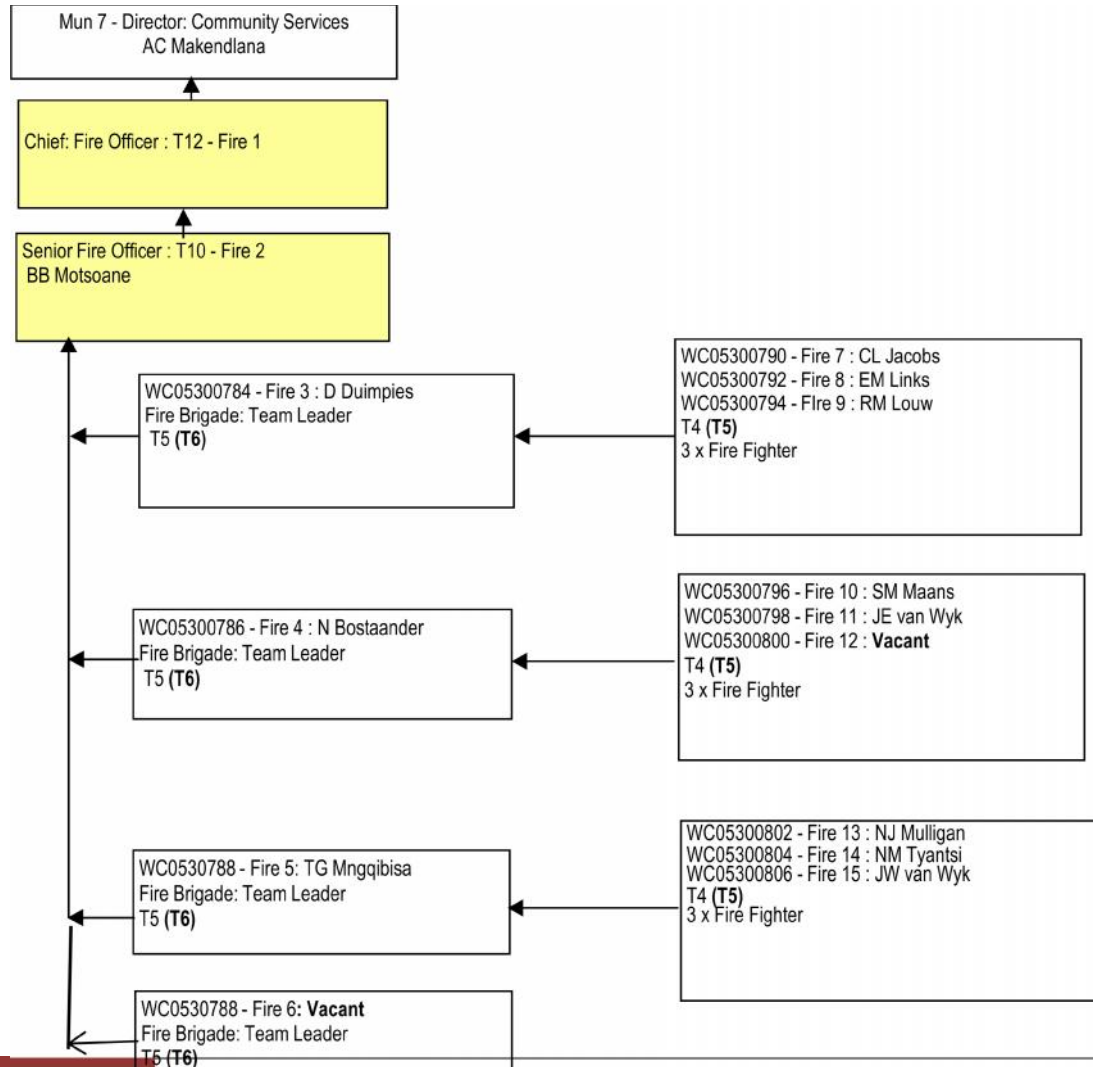 Mun 7 - Director: Community Services
AC Makendlana
Chief: Fire Officer : T12 - Fire 1
Senior Fire Officer : T10 - Fire 2
BB Motsoane
WC05300784 - Fire 3 : D Duimpies
Fire Brigade: Team Leader
T5 (T6)
WC05300790 - Fire 7 : CL Jacobs
WC05300792 - Fire 8 : EM Links
WC05300794 - FIre 9 : RM Louw
T4 (T5)
3 x Fire Fighter
WC05300786 - Fire 4 : N Bostaander
Fire Brigade: Team Leader
T5 (T6)
WC05300796 - Fire 10 : SM Maans
WC05300798 - Fire 11 : JE van Wyk
WC05300800 - Fire 12 : Vacant
T4 (T5)
3 x Fire Fighter
WC0530788 - Fire 5: TG Mngqibisa
Fire Brigade: Team Leader
T5 (T6)
WC05300802 - Fire 13 : NJ Mulligan
WC05300804 - Fire 14 : NM Tyantsi
WC05300806 - Fire 15 : JW van Wyk
T4 (T5)
3 x Fire Fighter
WC0530788 - Fire 6: Vacant
Fire Brigade: Team Leader
T5 (T6)